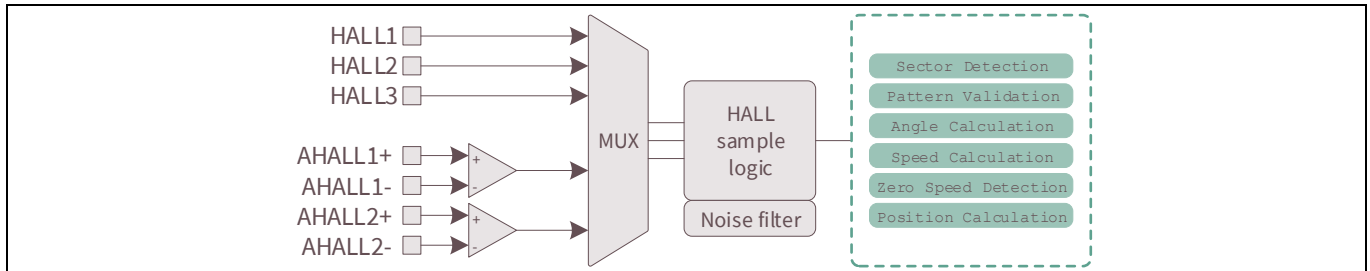 HALL1
HALL2
HALL3
AHALL1+
AHALL1-
AHALL2+
AHALL2-
+
-
+
-
MUX
HALL
sample
logic
Noise filter
Sector Detection
Pattern Validation
Angle Calculation
Speed Calculation
Zero Speed Detection
Position Calculation